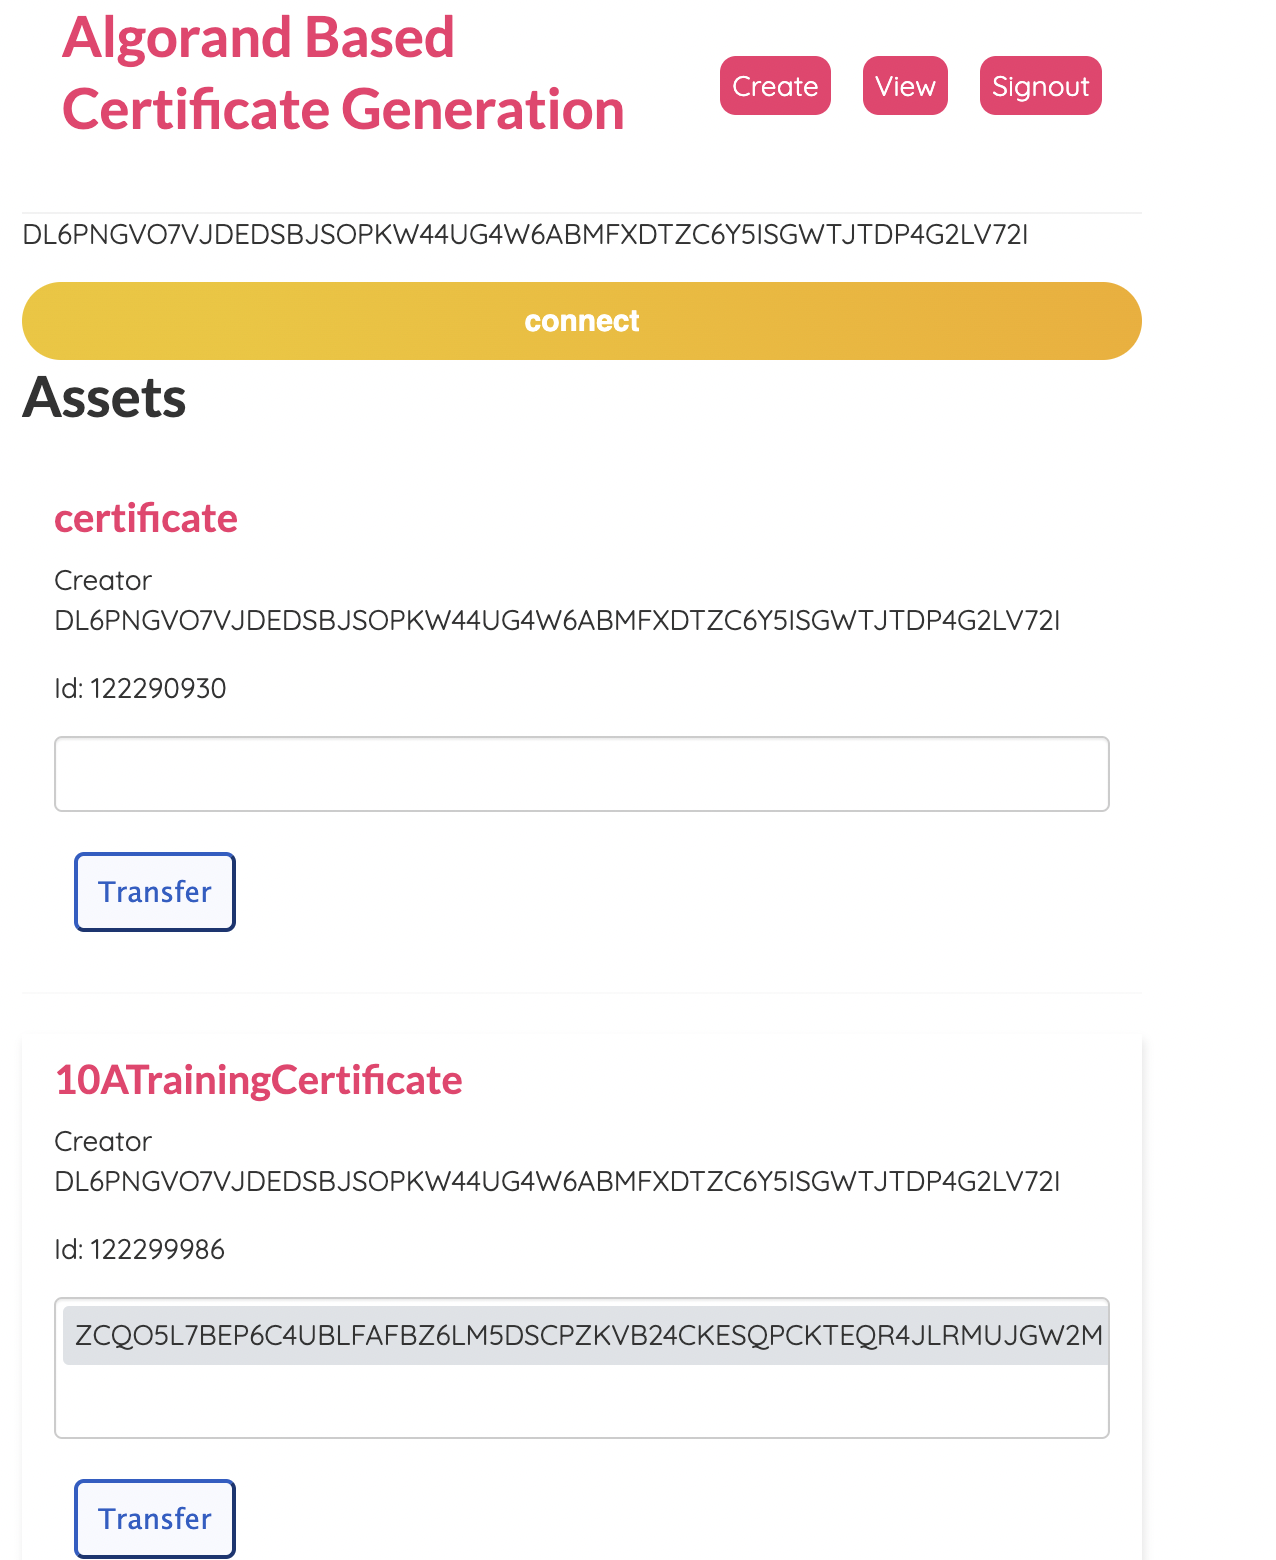 Algorand Based
Certificate Generation
Create
View
Signout
DL6PNGVO7VJDEDSBJSOPKW44UG4W6ABMFXDTZC6Y5ISGWTJTDP4G2LV72I
connect
Assets
certificate
Creator
DL6PNGVO7VJDEDSBJSOPKW44UG4W6ABMFXDTZC6Y5ISGWTJTDP4G2LV72I
Id: 122290930
Transfer
10ATrainingCertificate
Creator
DL6PNGVO7VJDEDSBJSOPKW44UG4W6ABMFXDTZC6Y5ISGWTJTDP4G2LV72I
Id: 122299986
ZCQO5L7BEP6C4UBLFAFBZ6LM5DSCPZKVB24CKESQPCKTEQR4JLRMUJGW2M
Transfer